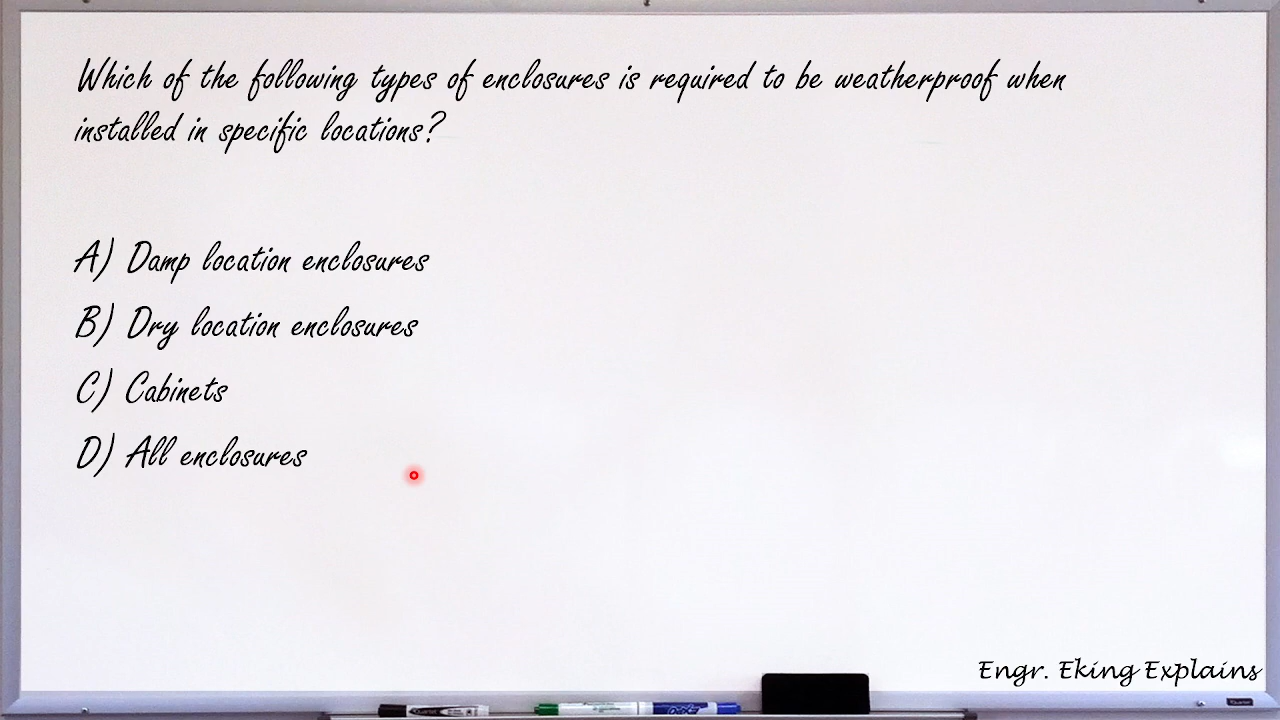 Which of the following types of enclosures is required to be weatherproof when
installed in specific locations?
A) Damp location enclosures
B) Dry location enclosures
C) Cabinets
D) All enclosures
Engr. Eking Explains